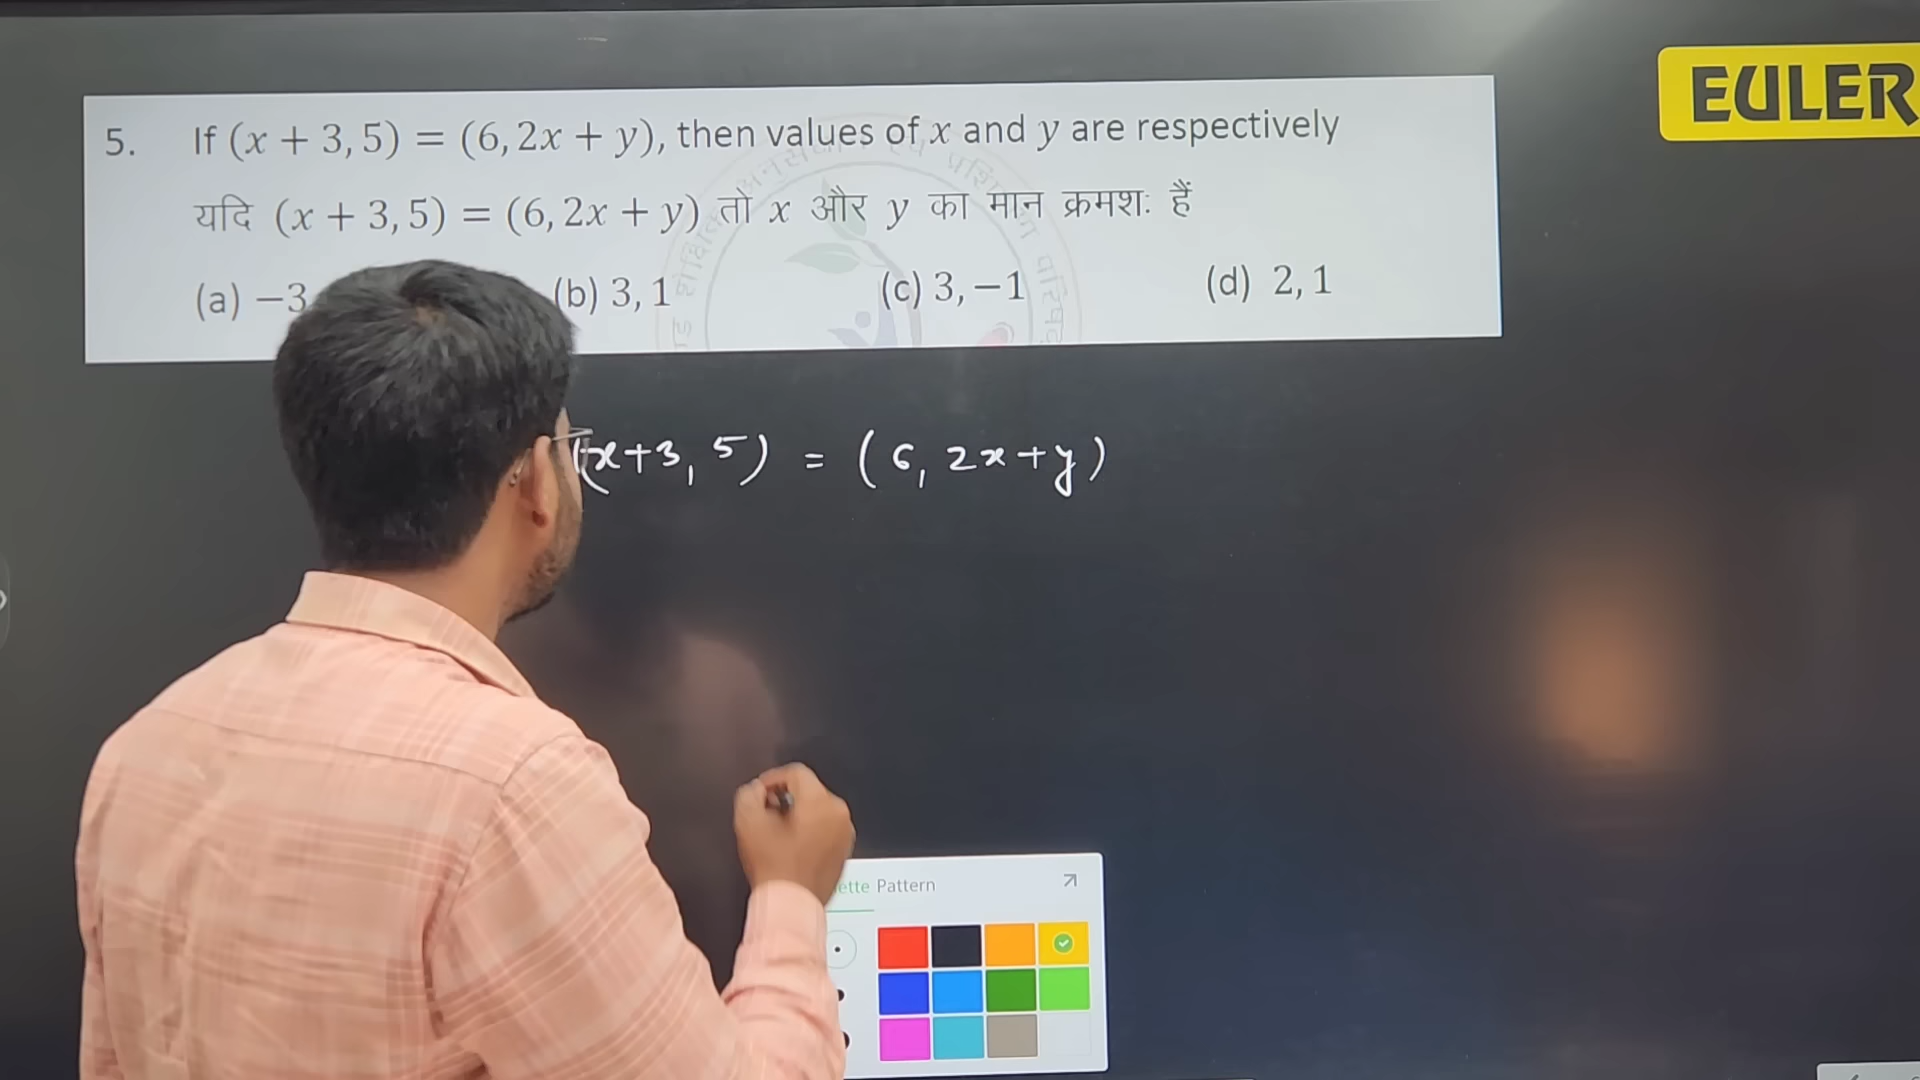 EULER
5. If (x + 3, 5) = (6, 2x + y), then values of x and y are respectively
यदि (x + 3, 5) = (6, 2x + y) तो x और y का मान क्रमशः हैं
(a) −3 (b) 3, 1 (c) 3, −1 (d) 2, 1
(x+3, 5) = (6, 2x+y)
Pattern